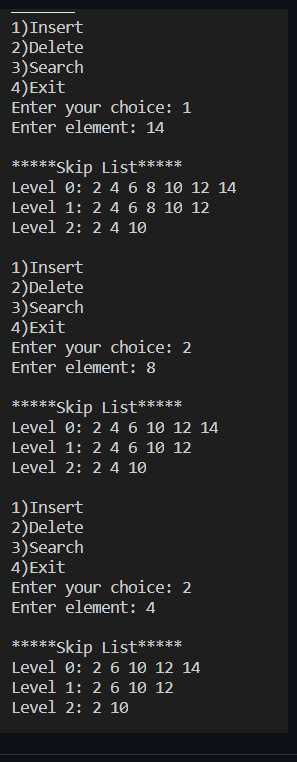 1)Insert
2)Delete
3)Search
4)Exit
Enter your choice: 1
Enter element: 14
*****Skip List*****
Level 0: 2 4 6 8 10 12 14
Level 1: 2 4 6 8 10 12
Level 2: 2 4 10
1)Insert
2)Delete
3)Search
4)Exit
Enter your choice: 2
Enter element: 8
*****Skip List*****
Level 0: 2 4 6 10 12 14
Level 1: 2 4 6 10 12
Level 2: 2 4 10
1)Insert
2)Delete
3)Search
4)Exit
Enter your choice: 2
Enter element: 4
*****Skip List*****
Level 0: 2 6 10 12 14
Level 1: 2 6 10 12
Level 2: 2 10